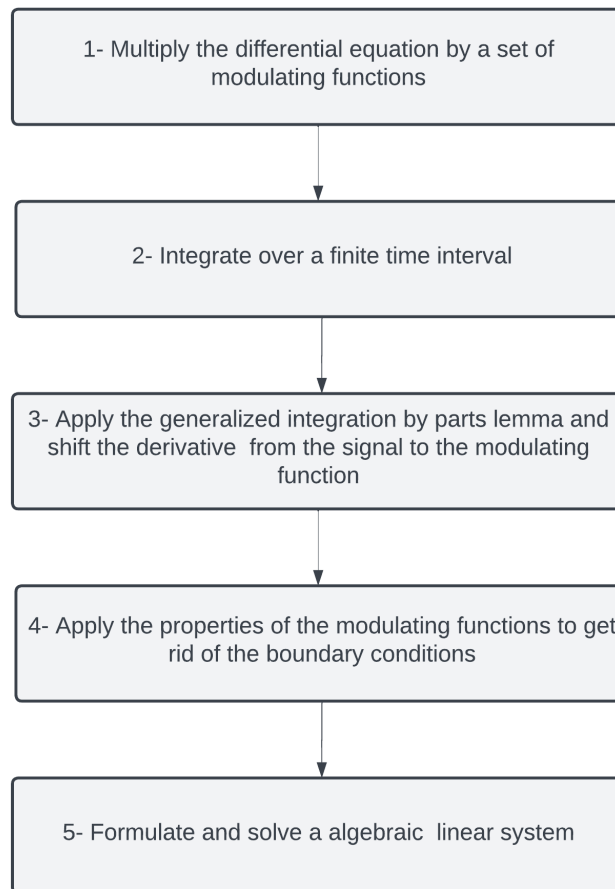 1- Multiply the differential equation by a set of
modulating functions
2- Integrate over a finite time interval
3- Apply the generalized integration by parts lemma and
shift the derivative  from the signal to the modulating
function
4- Apply the properties of the modulating functions to get
rid of the boundary conditions
5- Formulate and solve a algebraic  linear system